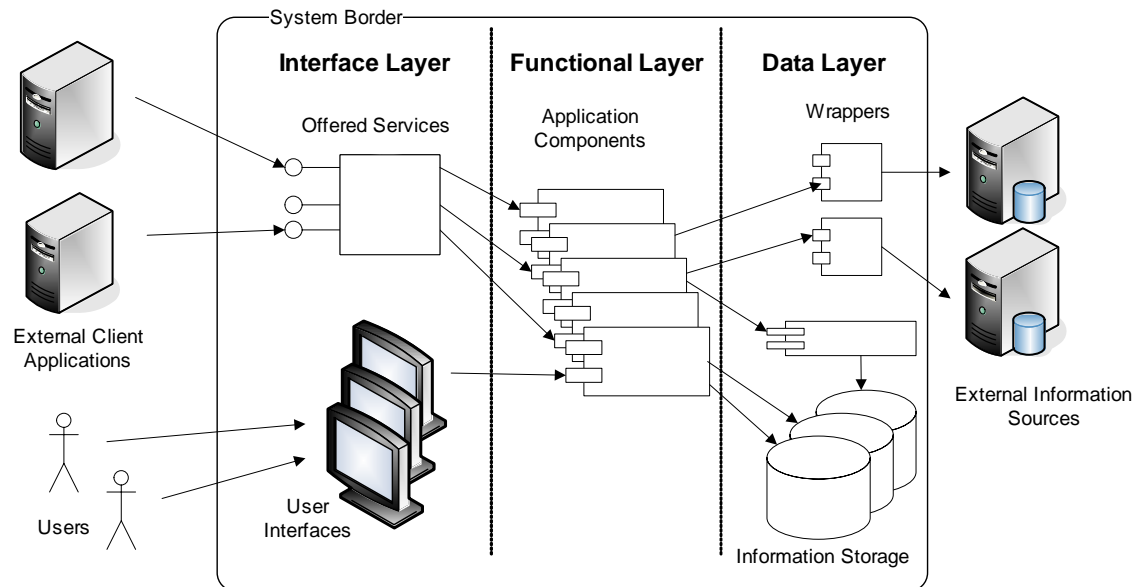 System Border
Interface Layer
Functional Layer
Data Layer
Offered Services
Application
Components
Wrappers
External Client
Applications
External Information
Sources
Users
User
Interfaces
Information Storage